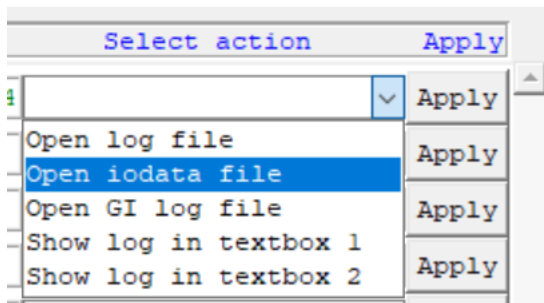 Select action Apply
4 Apply
Open log file
Apply
Open iodata file
Open GI log file Apply
Show log in textbox 1
Apply
Show log in textbox 2